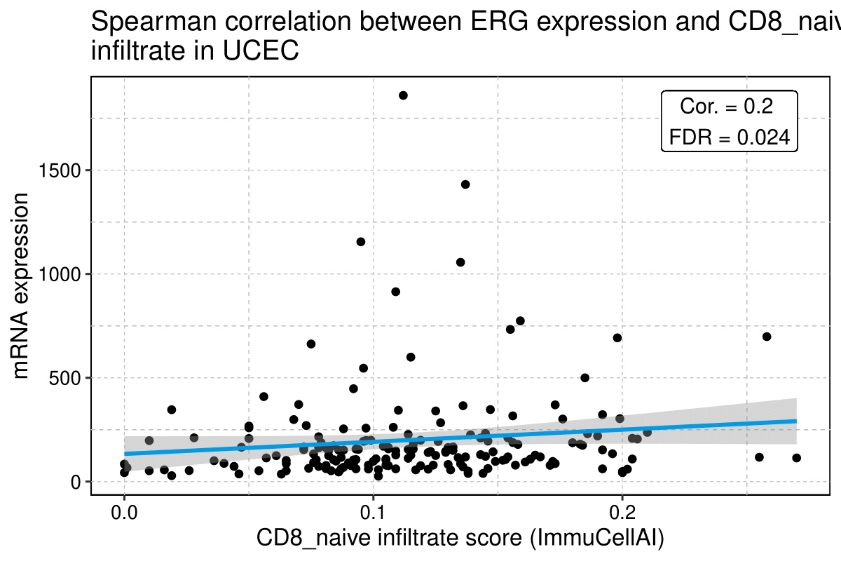 Spearman correlation between ERG expression and CD8_naiv
infiltrate in UCEC
Cor. = 0.2
FDR = 0.024
mRNA expression
1500
1000
500
0
0.0
0.1
0.2
CD8_naive infiltrate score (ImmuCellAI)